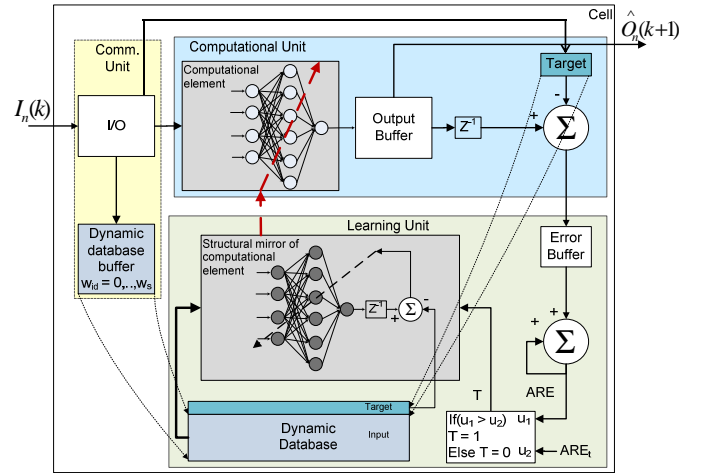 Cell
Comm.
Unit
Computational Unit
Ô_n(k+1)
Target
Computational
element
I_n(k)
I/O
Output
Buffer
Z⁻¹
-
+
Σ
Dynamic
database
buffer
w_id = 0,..,w_s
Learning Unit
Structural mirror of
computational
element
Error
Buffer
Z⁻¹
-
+
Σ
+
+
Σ
T
ARE
Target
Dynamic
Database
Input
If(u₁ > u₂)
T = 1
Else T = 0
u₁
u₂
ARE_t